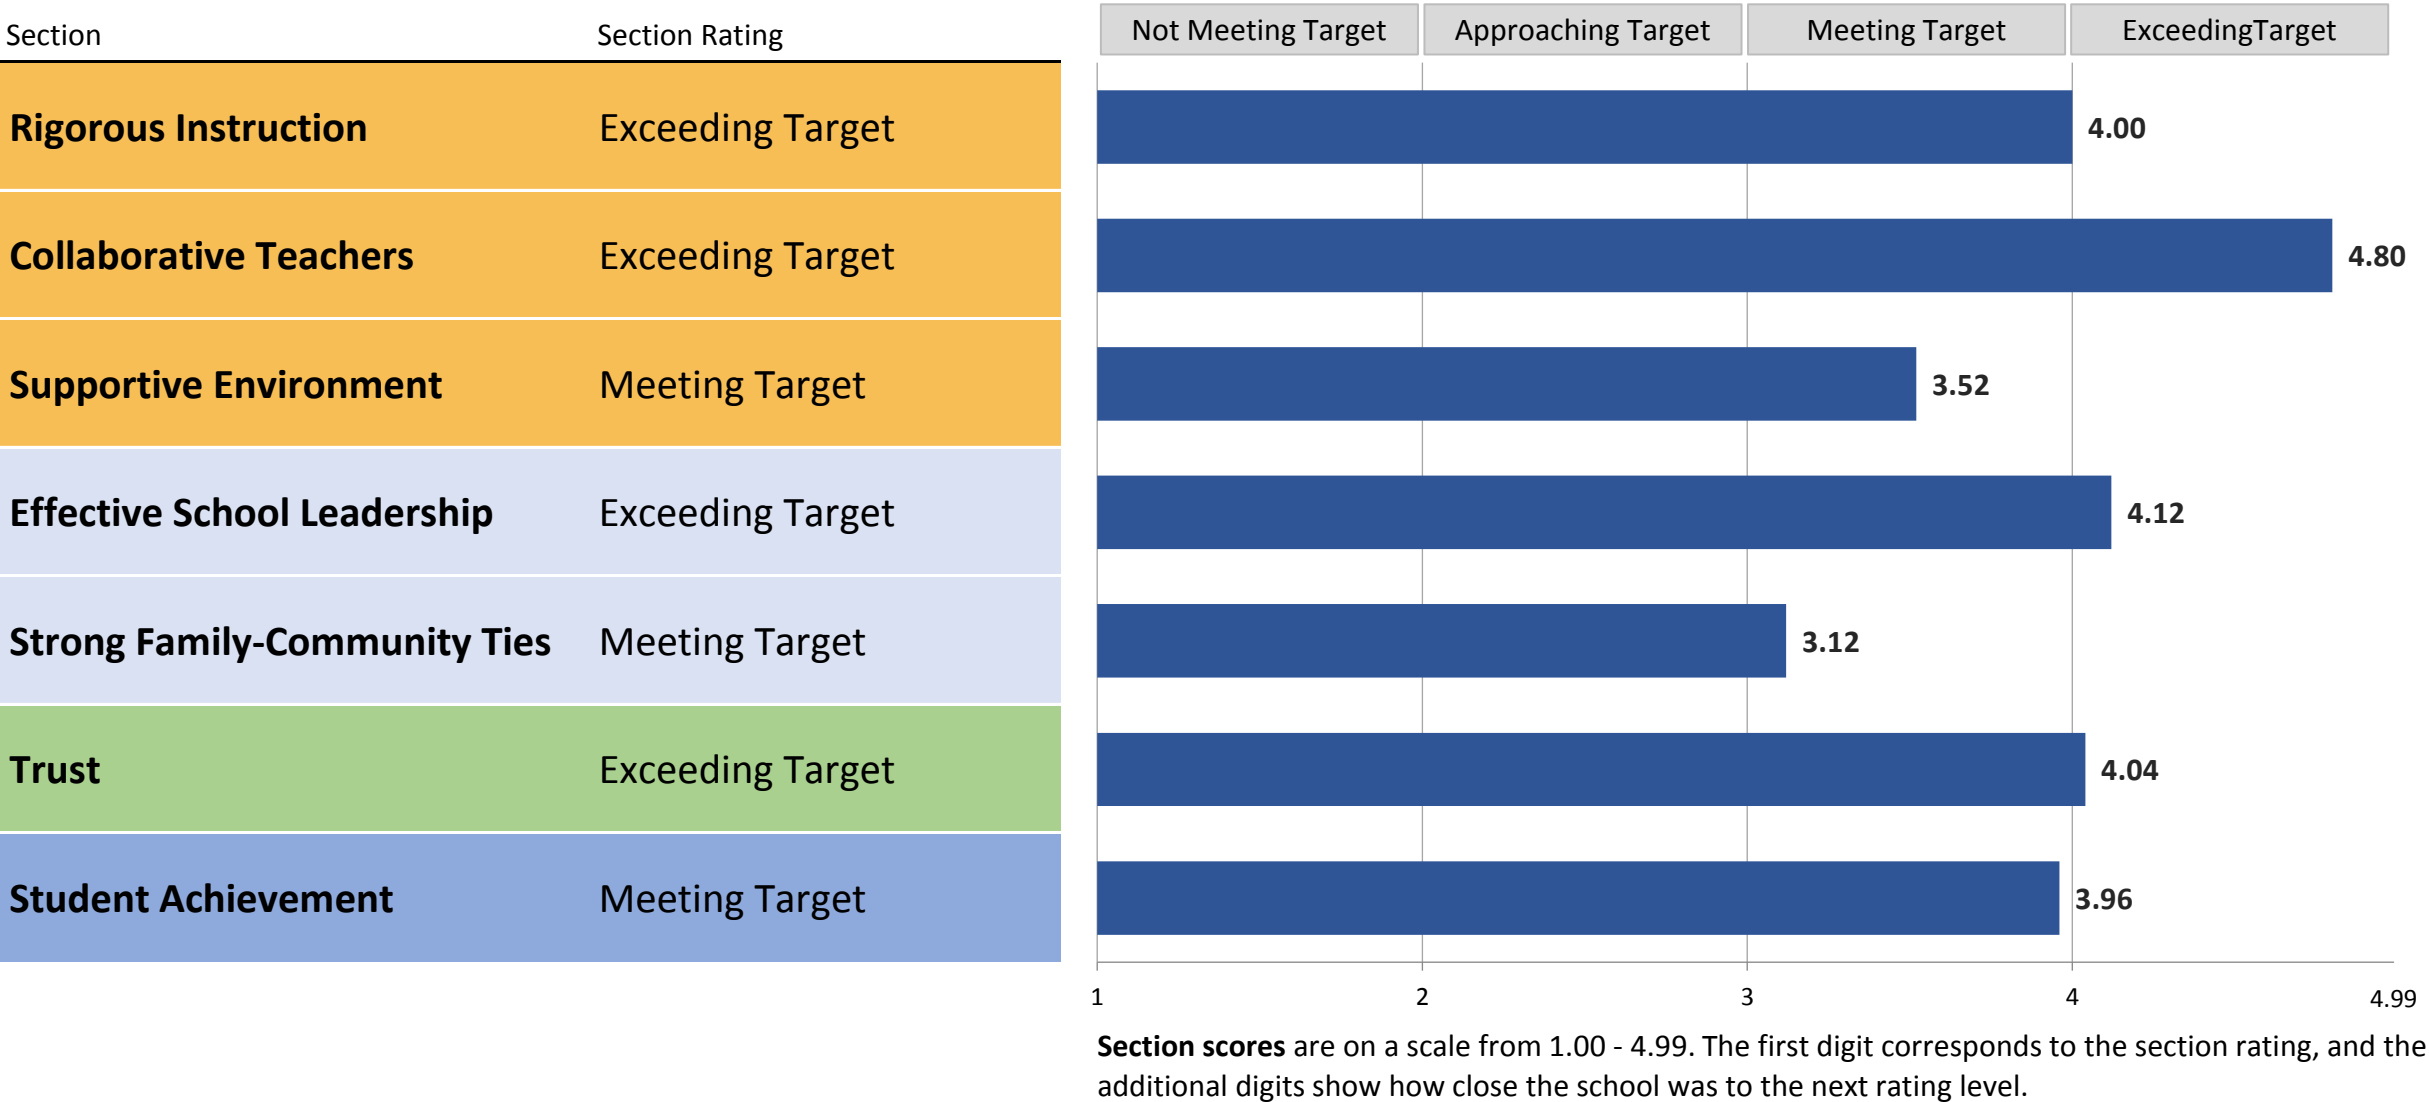 Section Section Rating Not Meeting Target Approaching Target Meeting Target ExceedingTarget
Rigorous Instruction Exceeding Target 4.00
Collaborative Teachers Exceeding Target 4.80
Supportive Environment Meeting Target 3.52
Effective School Leadership Exceeding Target 4.12
Strong Family-Community Ties Meeting Target 3.12
Trust Exceeding Target 4.04
Student Achievement Meeting Target 3.96
1 2 3 4 4.99
Section scores are on a scale from 1.00 - 4.99. The first digit corresponds to the section rating, and the
additional digits show how close the school was to the next rating level.